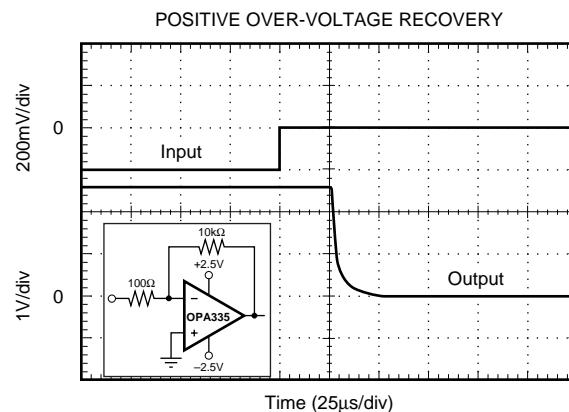 POSITIVE OVER-VOLTAGE RECOVERY
200mV/div
0
Input
10kΩ
+2.5V
100Ω
−
OPA335
+
−2.5V
1V/div
0
Output
Time (25µs/div)